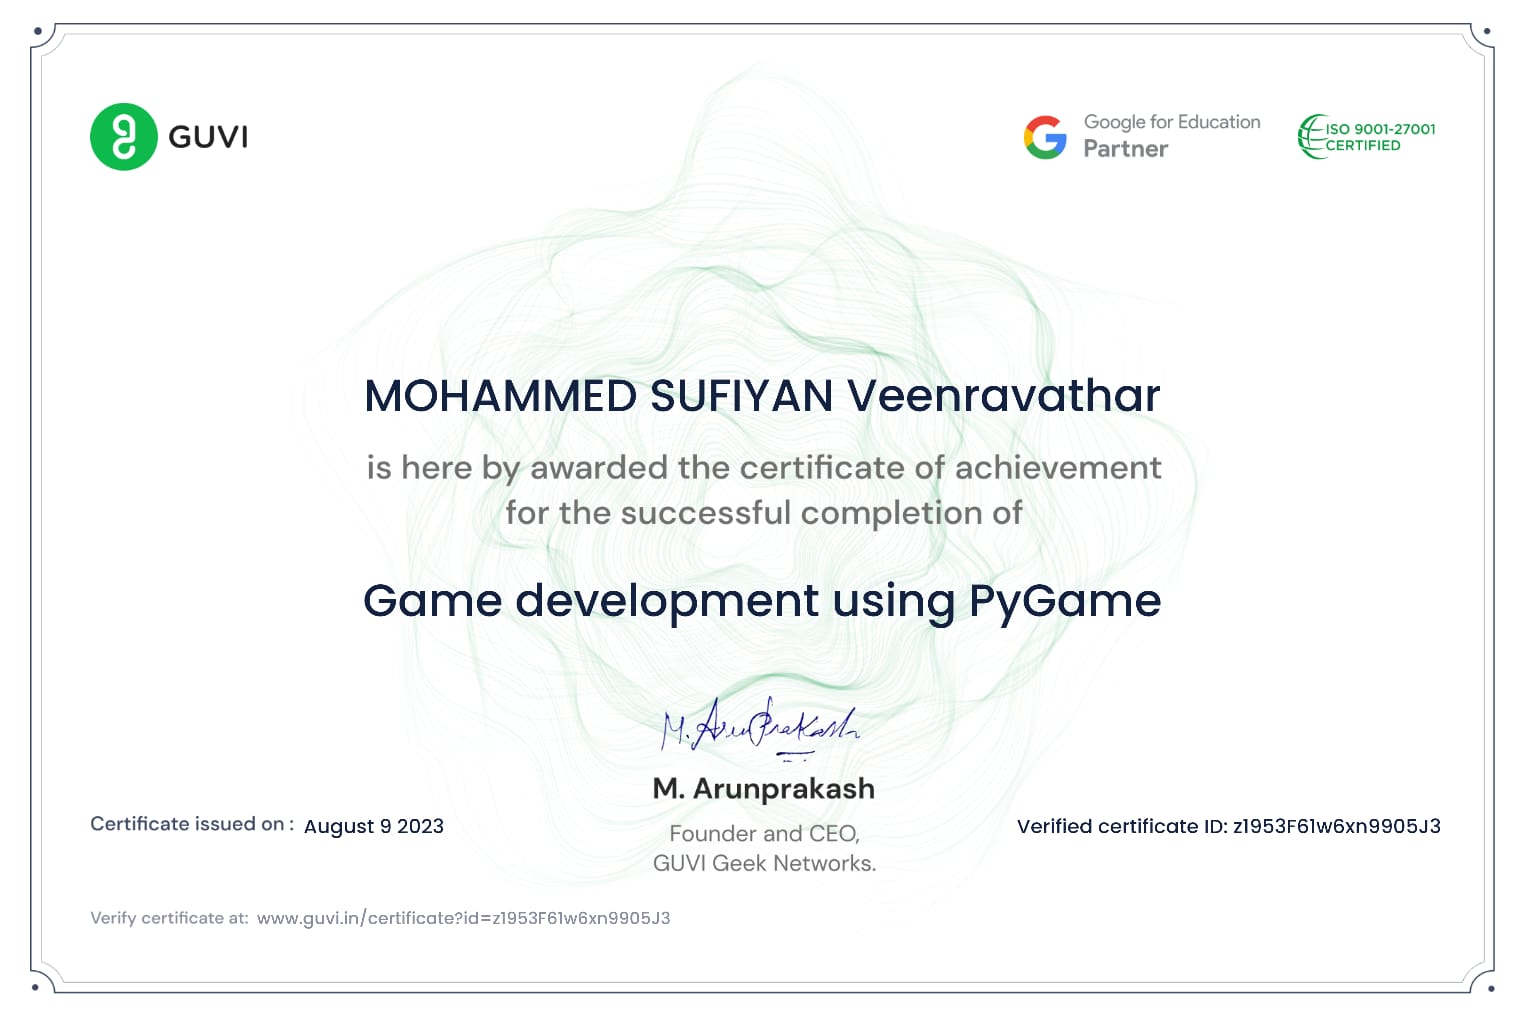 GUVI
Google for Education
Partner
ISO 9001-27001
CERTIFIED
MOHAMMED SUFIYAN Veenravathar
is here by awarded the certificate of achievement
for the successful completion of
Game development using PyGame
M. Arunprakash
M. Arunprakash
Founder and CEO,
GUVI Geek Networks.
Certificate issued on : August 9 2023
Verified certificate ID: z1953F61w6xn9905J3
Verify certificate at: www.guvi.in/certificate?id=z1953F61w6xn9905J3